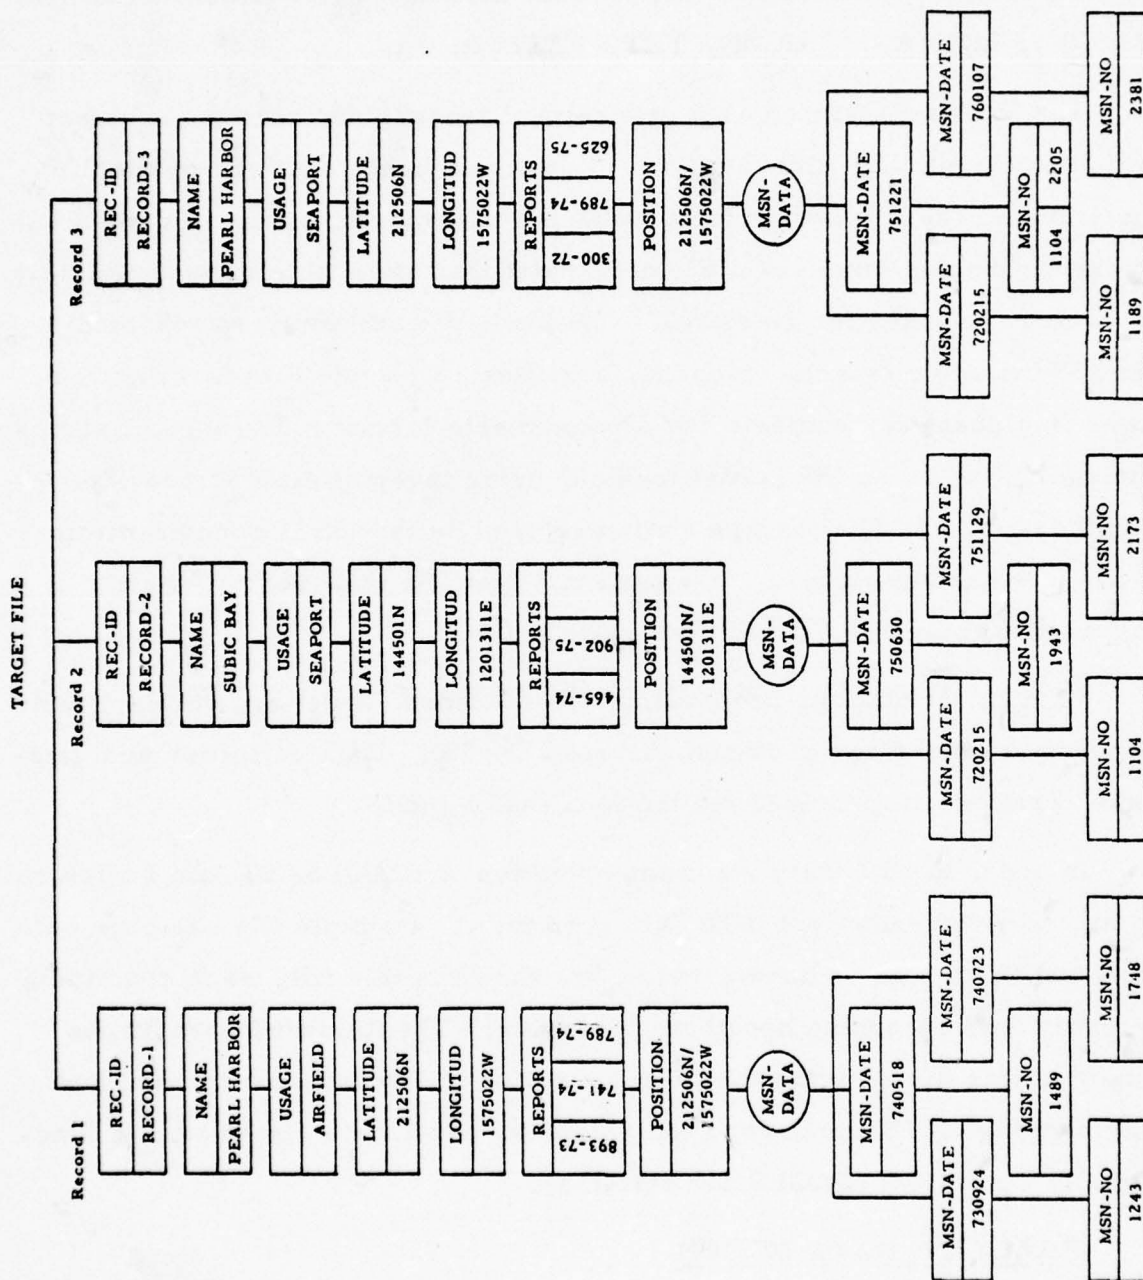 TARGET FILE
Record 1
REC-ID
RECORD-1
NAME
PEARL HARBOR
USAGE
AIRFIELD
LATITUDE
212506N
LONGITUD
1575022W
REPORTS
893-73 741-74 789-74
POSITION
212506N/
1575022W
MSN-
DATA
MSN-DATE
740518
MSN-DATE
730924
MSN-DATE
740723
MSN-NO
1489
MSN-NO
1243
MSN-NO
1748
Record 2
REC-ID
RECORD-2
NAME
SUBIC BAY
USAGE
SEAPORT
LATITUDE
144501N
LONGITUD
1201311E
REPORTS
465-74 902-75
POSITION
144501N/
1201311E
MSN-
DATA
MSN-DATE
750630
MSN-DATE
720215
MSN-DATE
751129
MSN-NO
1943
MSN-NO
1104
MSN-NO
2173
Record 3
REC-ID
RECORD-3
NAME
PEARL HARBOR
USAGE
SEAPORT
LATITUDE
212506N
LONGITUD
1575022W
REPORTS
300-72 789-74 625-75
POSITION
212506N/
1575022W
MSN-
DATA
MSN-DATE
751221
MSN-DATE
720215
MSN-DATE
760107
MSN-NO
1104 2205
MSN-NO
1189
MSN-NO
2381